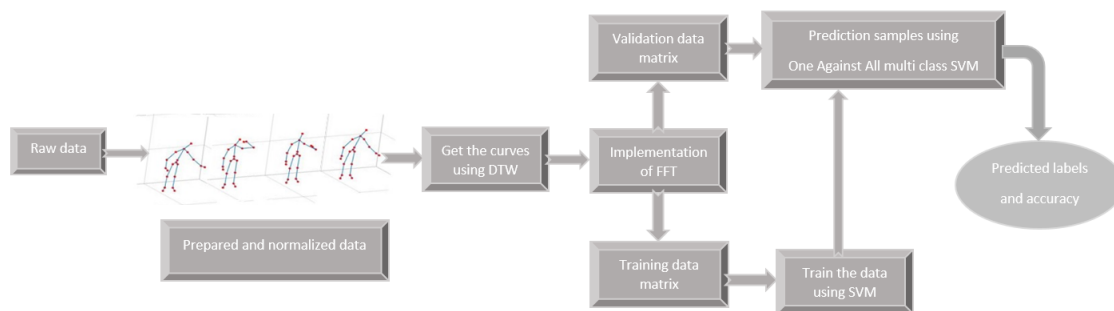 Raw data
Prepared and normalized data
Get the curves
using DTW
Implementation
of FFT
Validation data
matrix
Training data
matrix
Train the data
using SVM
Prediction samples using
One Against All multi class SVM
Predicted labels
and accuracy